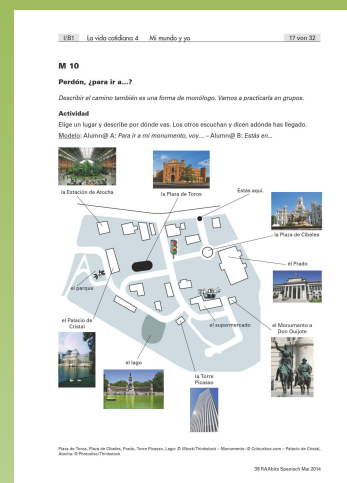 I/B1 La vida cotidiana 4 Mi mundo y yo 17 von 32
M 10
Perdón, ¿para ir a...?
Describir el camino también es una forma de monólogo. Vamos a practicarla en grupos.
Actividad
Elige un lugar y describe por dónde vas. Los otros escuchan y dicen adónde has llegado.
Modelo: Alumn@ A: Para ir a mi monumento, voy... – Alumn@ B: Estás en...
la Estación de Atocha
la Plaza de Toros
Estás aquí.
la Plaza de Cibeles
el Prado
el parque
el Palacio de
Cristal
el supermercado
el Monumento a
Don Quijote
el lago
la Torre
Picasso
Plaza de Toros, Plaza de Cibeles, Prado, Torre Picasso, Lago: © iStock/Thinkstock – Monumento: © Colourbox.com – Palacio de Cristal,
Atocha: © Photodisc/Thinkstock
39 RAAbits Spanisch Mai 2014